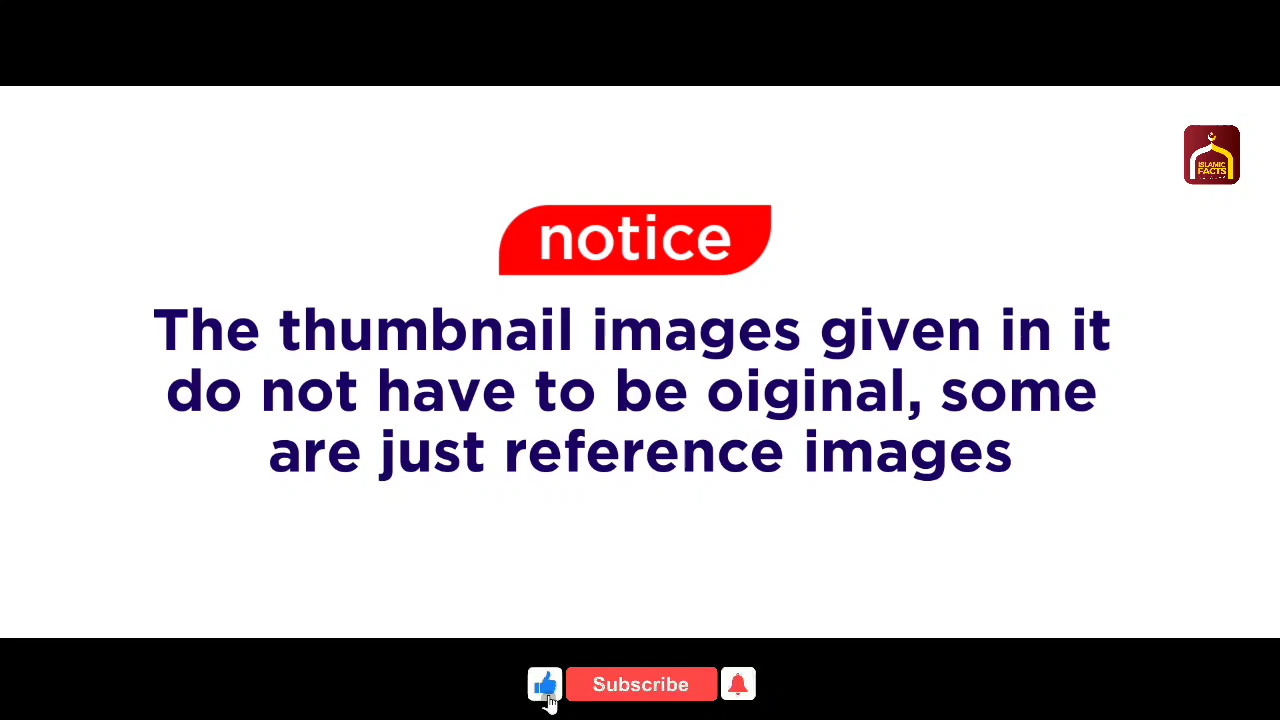 ISLAMIC
FACTS
notice
The thumbnail images given in it
do not have to be oiginal, some
are just reference images
Subscribe